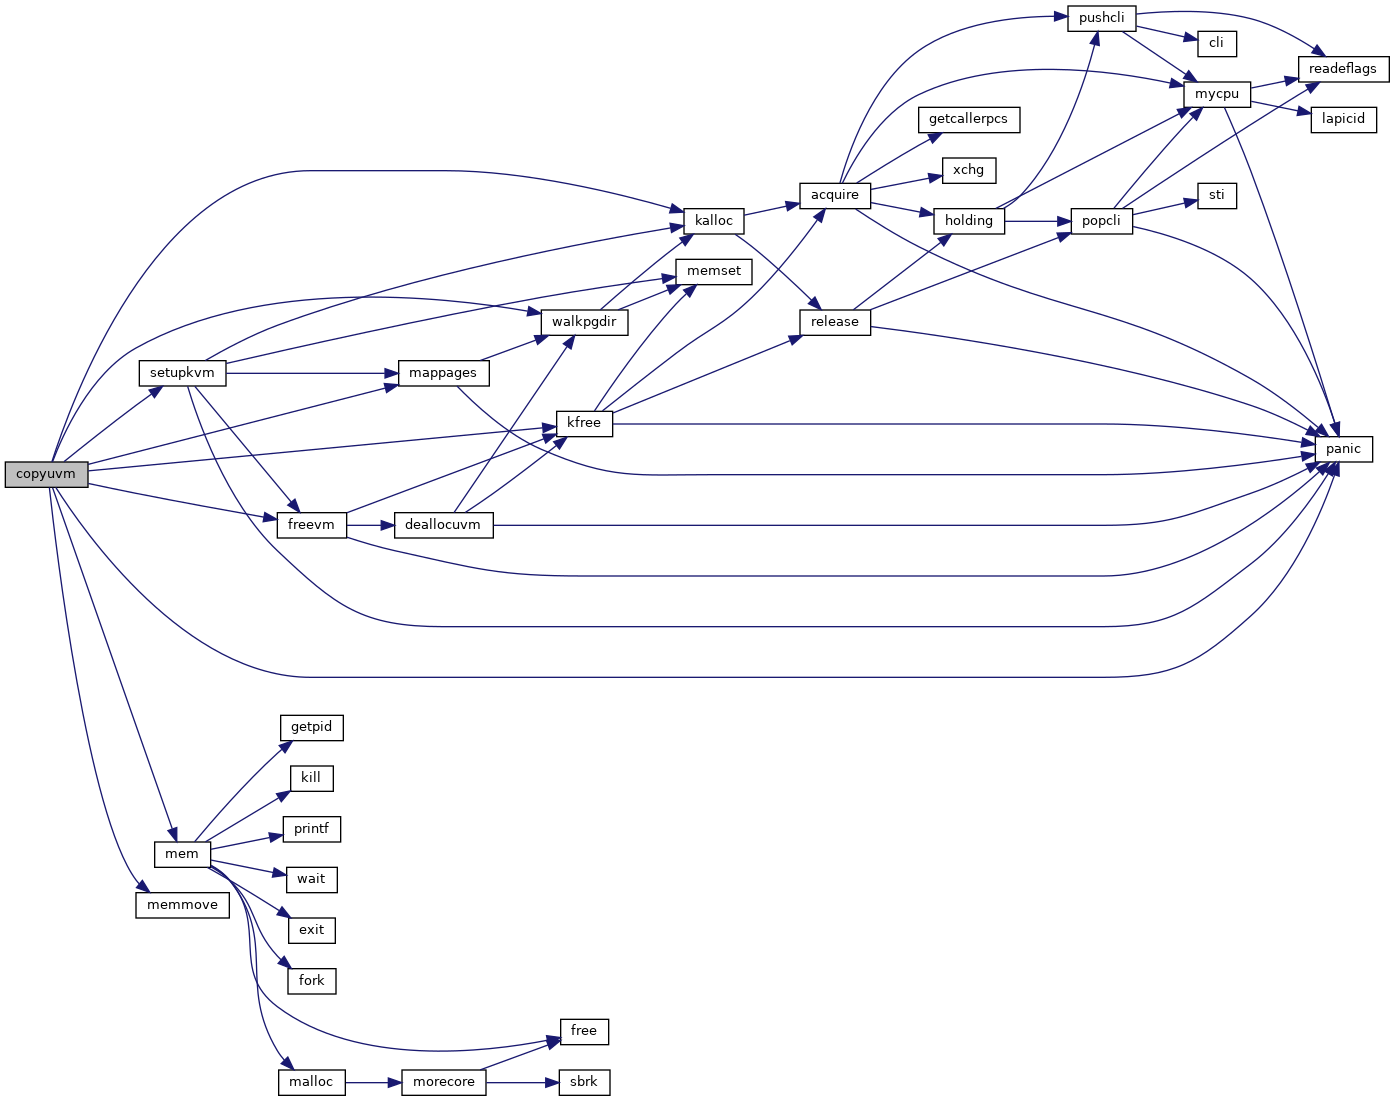 pushcli
cli
readeflags
mycpu
getcallerpcs
lapicid
xchg
acquire
sti
kalloc
holding
popcli
memset
walkpgdir
release
setupkvm
mappages
kfree
panic
copyuvm
freevm
deallocuvm
getpid
kill
printf
mem
wait
memmove
exit
fork
free
malloc
morecore
sbrk